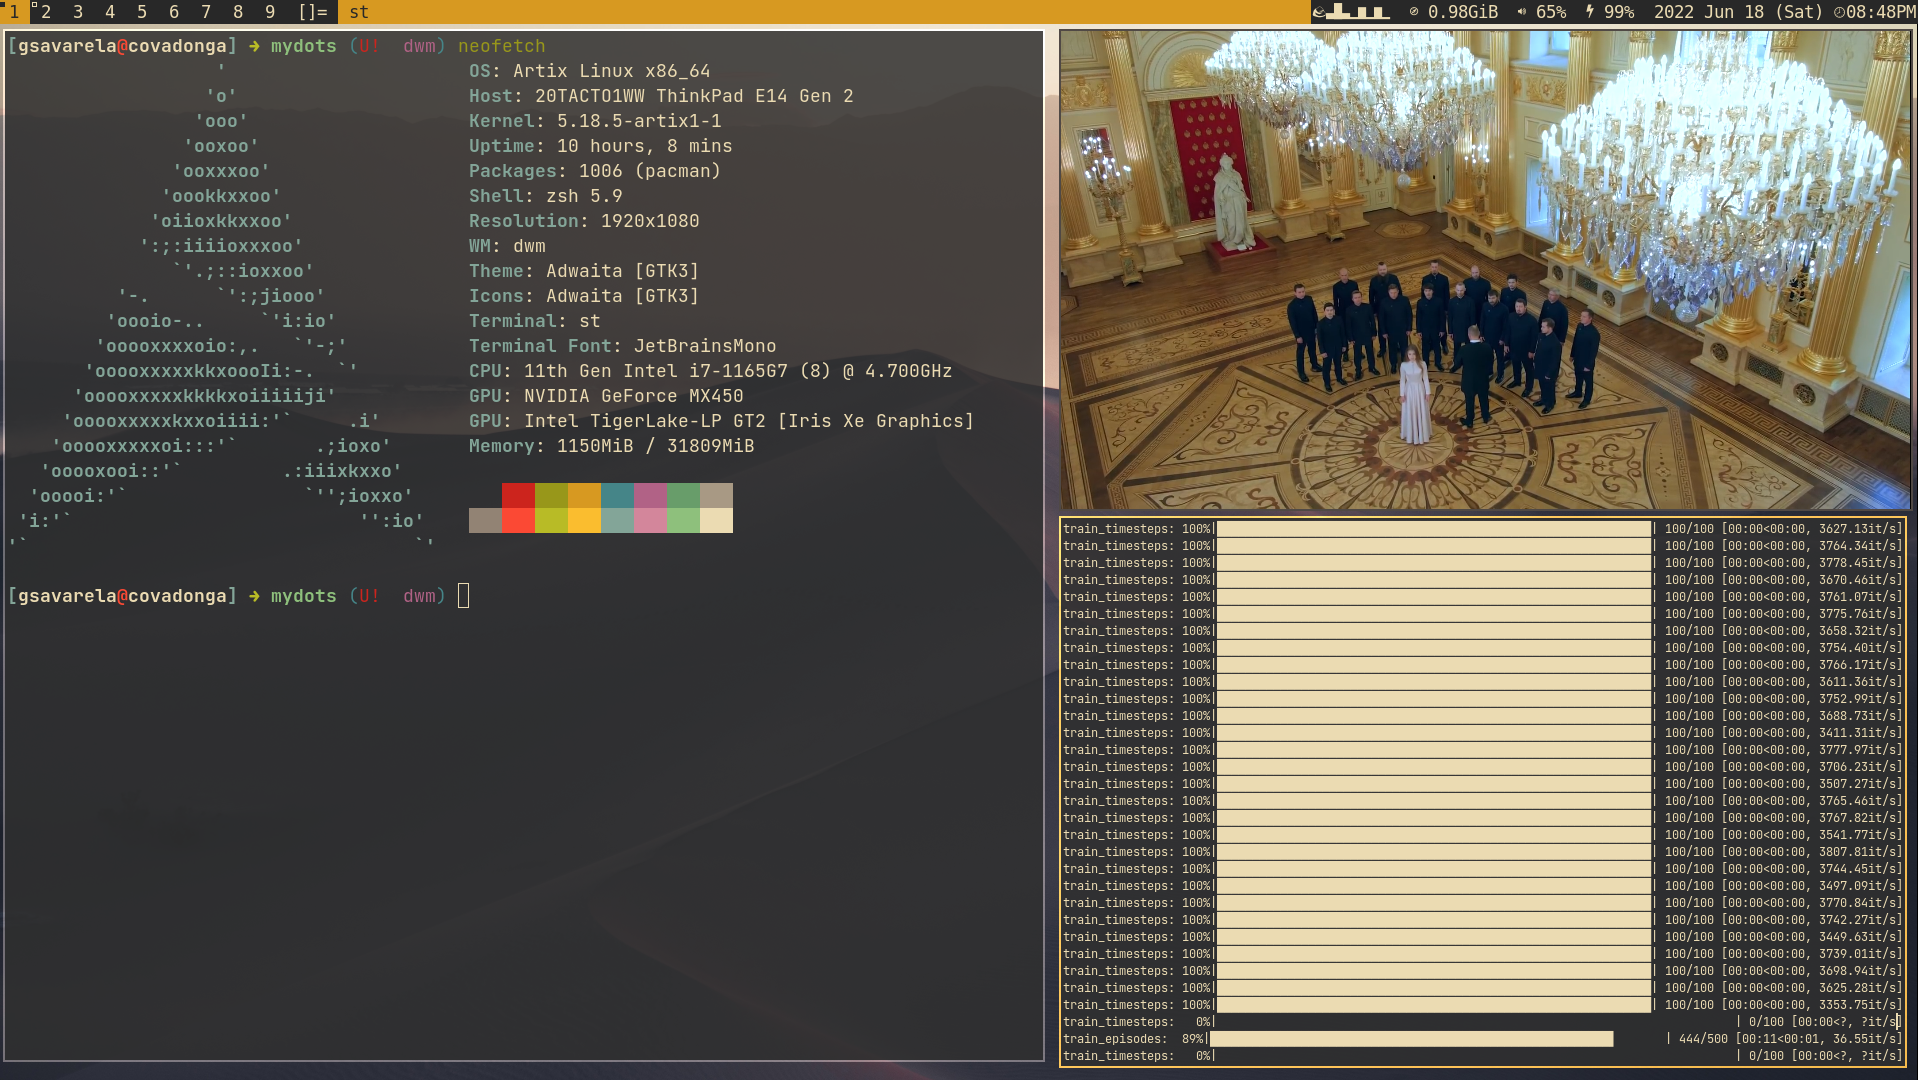 1 2 3 4 5 6 7 8 9 []= st 0.98GiB 65% 99% 2022 Jun 18 (Sat) 08:48PM
[gsavarela@covadonga] ➜ mydots (U! dwm) neofetch
'
'o'
'ooo'
'ooxoo'
'ooxxxoo'
'oookkxxoo'
'oiioxkkxxoo'
':;:iiiioxxxoo'
`'.;::ioxxoo'
'-. `':;jiooo'
'oooio-.. `'i:io'
'ooooxxxxoio:,. `'-;'
'ooooxxxxxkkxoooIi:-. `'
'ooooxxxxxkkkkxoiiiiiji'
'ooooxxxxxkxxoiiii:'` .i'
'ooooxxxxxoi:::'` .;ioxo'
'ooooxooi::'` .:iiixkxxo'
'ooooi:'` `'';ioxxo'
'i:'` '':io'
'` `'
OS: Artix Linux x86_64
Host: 20TACTO1WW ThinkPad E14 Gen 2
Kernel: 5.18.5-artix1-1
Uptime: 10 hours, 8 mins
Packages: 1006 (pacman)
Shell: zsh 5.9
Resolution: 1920x1080
WM: dwm
Theme: Adwaita [GTK3]
Icons: Adwaita [GTK3]
Terminal: st
Terminal Font: JetBrainsMono
CPU: 11th Gen Intel i7-1165G7 (8) @ 4.700GHz
GPU: NVIDIA GeForce MX450
GPU: Intel TigerLake-LP GT2 [Iris Xe Graphics]
Memory: 1150MiB / 31809MiB
[gsavarela@covadonga] ➜ mydots (U! dwm)
train_timesteps: 100%| | 100/100 [00:00<00:00, 3627.13it/s]
train_timesteps: 100%| | 100/100 [00:00<00:00, 3764.34it/s]
train_timesteps: 100%| | 100/100 [00:00<00:00, 3778.45it/s]
train_timesteps: 100%| | 100/100 [00:00<00:00, 3670.46it/s]
train_timesteps: 100%| | 100/100 [00:00<00:00, 3761.07it/s]
train_timesteps: 100%| | 100/100 [00:00<00:00, 3775.76it/s]
train_timesteps: 100%| | 100/100 [00:00<00:00, 3658.32it/s]
train_timesteps: 100%| | 100/100 [00:00<00:00, 3754.40it/s]
train_timesteps: 100%| | 100/100 [00:00<00:00, 3766.17it/s]
train_timesteps: 100%| | 100/100 [00:00<00:00, 3611.36it/s]
train_timesteps: 100%| | 100/100 [00:00<00:00, 3752.99it/s]
train_timesteps: 100%| | 100/100 [00:00<00:00, 3688.73it/s]
train_timesteps: 100%| | 100/100 [00:00<00:00, 3411.31it/s]
train_timesteps: 100%| | 100/100 [00:00<00:00, 3777.97it/s]
train_timesteps: 100%| | 100/100 [00:00<00:00, 3706.23it/s]
train_timesteps: 100%| | 100/100 [00:00<00:00, 3507.27it/s]
train_timesteps: 100%| | 100/100 [00:00<00:00, 3765.46it/s]
train_timesteps: 100%| | 100/100 [00:00<00:00, 3767.82it/s]
train_timesteps: 100%| | 100/100 [00:00<00:00, 3541.77it/s]
train_timesteps: 100%| | 100/100 [00:00<00:00, 3807.81it/s]
train_timesteps: 100%| | 100/100 [00:00<00:00, 3744.45it/s]
train_timesteps: 100%| | 100/100 [00:00<00:00, 3497.09it/s]
train_timesteps: 100%| | 100/100 [00:00<00:00, 3770.84it/s]
train_timesteps: 100%| | 100/100 [00:00<00:00, 3742.27it/s]
train_timesteps: 100%| | 100/100 [00:00<00:00, 3449.63it/s]
train_timesteps: 100%| | 100/100 [00:00<00:00, 3739.01it/s]
train_timesteps: 100%| | 100/100 [00:00<00:00, 3698.94it/s]
train_timesteps: 100%| | 100/100 [00:00<00:00, 3625.28it/s]
train_timesteps: 100%| | 100/100 [00:00<00:00, 3353.75it/s]
train_timesteps: 0%| | 0/100 [00:00<?, ?it/s]
train_episodes: 89%| | 444/500 [00:11<00:01, 36.55it/s]
train_timesteps: 0%| | 0/100 [00:00<?, ?it/s]